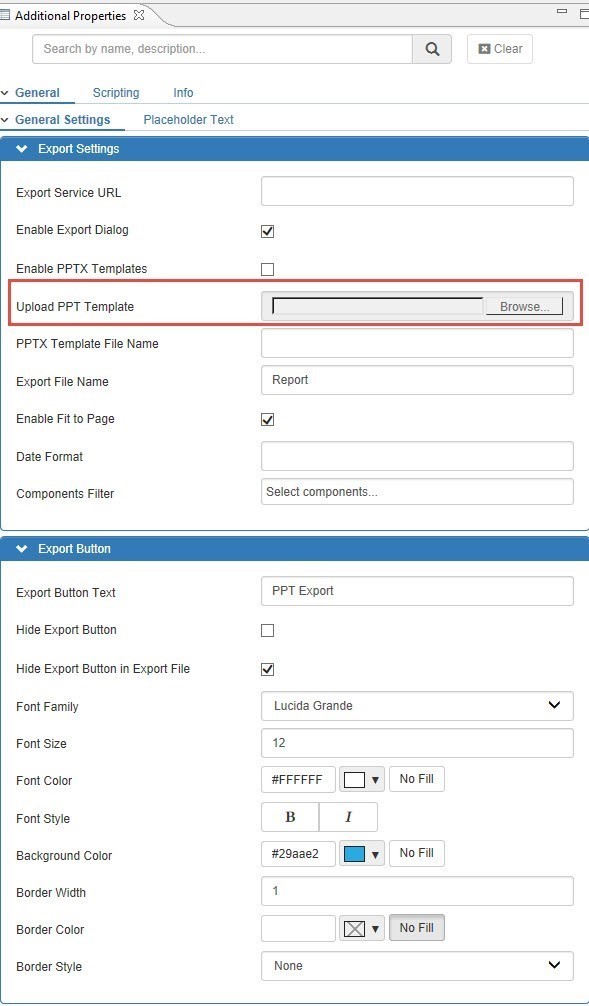 Additional Properties
Search by name, description...
Clear
General Scripting Info
General Settings Placeholder Text
Export Settings
Export Service URL
Enable Export Dialog
Enable PPTX Templates
Upload PPT Template Browse...
PPTX Template File Name
Export File Name Report
Enable Fit to Page
Date Format
Components Filter Select components...
Export Button
Export Button Text PPT Export
Hide Export Button
Hide Export Button in Export File
Font Family Lucida Grande
Font Size 12
Font Color #FFFFFF No Fill
Font Style B I
Background Color #29aae2 No Fill
Border Width 1
Border Color No Fill
Border Style None